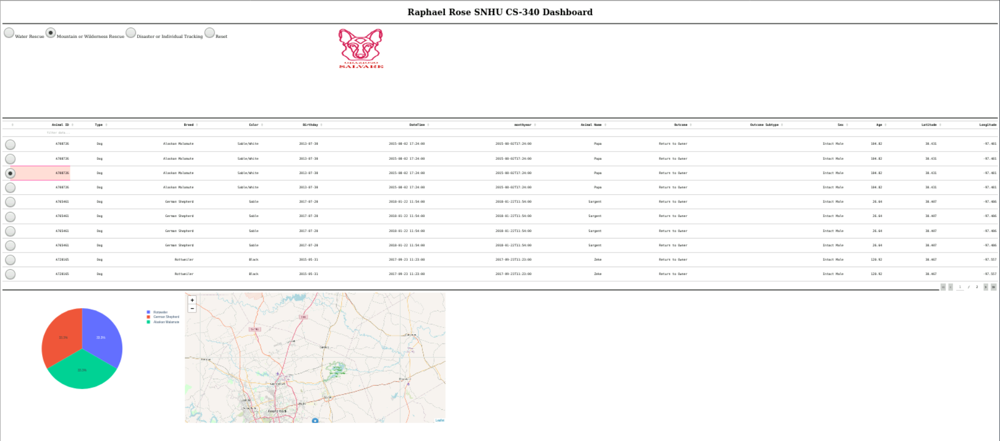 Raphael Rose SNHU CS-340 Dashboard
Water Rescue Mountain or Wilderness Rescue Disaster or Individual Tracking Reset
GRAZIOSO
SALVARE
Animal ID Type Breed Color Birthday DateTime monthyear Animal Name Outcome Outcome Subtype Sex Age Latitude Longitude
filter data...
A708726 Dog Alaskan Malamute Sable/White 2013-07-30 2015-08-02 17:24:00 2015-08-02T17:24:00 Papa Return to Owner Intact Male 104.82 30.431 -97.481
A708726 Dog Alaskan Malamute Sable/White 2013-07-30 2015-08-02 17:24:00 2015-08-02T17:24:00 Papa Return to Owner Intact Male 104.82 30.431 -97.481
A708726 Dog Alaskan Malamute Sable/White 2013-07-30 2015-08-02 17:24:00 2015-08-02T17:24:00 Papa Return to Owner Intact Male 104.82 30.431 -97.481
A708726 Dog Alaskan Malamute Sable/White 2013-07-30 2015-08-02 17:24:00 2015-08-02T17:24:00 Papa Return to Owner Intact Male 104.82 30.431 -97.481
A765461 Dog German Shepherd Sable 2017-07-20 2018-01-22 11:54:00 2018-01-22T11:54:00 Sargent Return to Owner Intact Male 26.64 30.407 -97.406
A765461 Dog German Shepherd Sable 2017-07-20 2018-01-22 11:54:00 2018-01-22T11:54:00 Sargent Return to Owner Intact Male 26.64 30.407 -97.406
A765461 Dog German Shepherd Sable 2017-07-20 2018-01-22 11:54:00 2018-01-22T11:54:00 Sargent Return to Owner Intact Male 26.64 30.407 -97.406
A765461 Dog German Shepherd Sable 2017-07-20 2018-01-22 11:54:00 2018-01-22T11:54:00 Sargent Return to Owner Intact Male 26.64 30.407 -97.406
A728165 Dog Rottweiler Black 2015-05-31 2017-09-23 11:23:00 2017-09-23T11:23:00 Zeke Return to Owner Intact Male 120.92 30.467 -97.557
A728165 Dog Rottweiler Black 2015-05-31 2017-09-23 11:23:00 2017-09-23T11:23:00 Zeke Return to Owner Intact Male 120.92 30.467 -97.557
1 / 2
Rottweiler
German Shepherd
Alaskan Malamute
33.3% 33.3%
33.3%
+
−
Round Rock
Leaflet